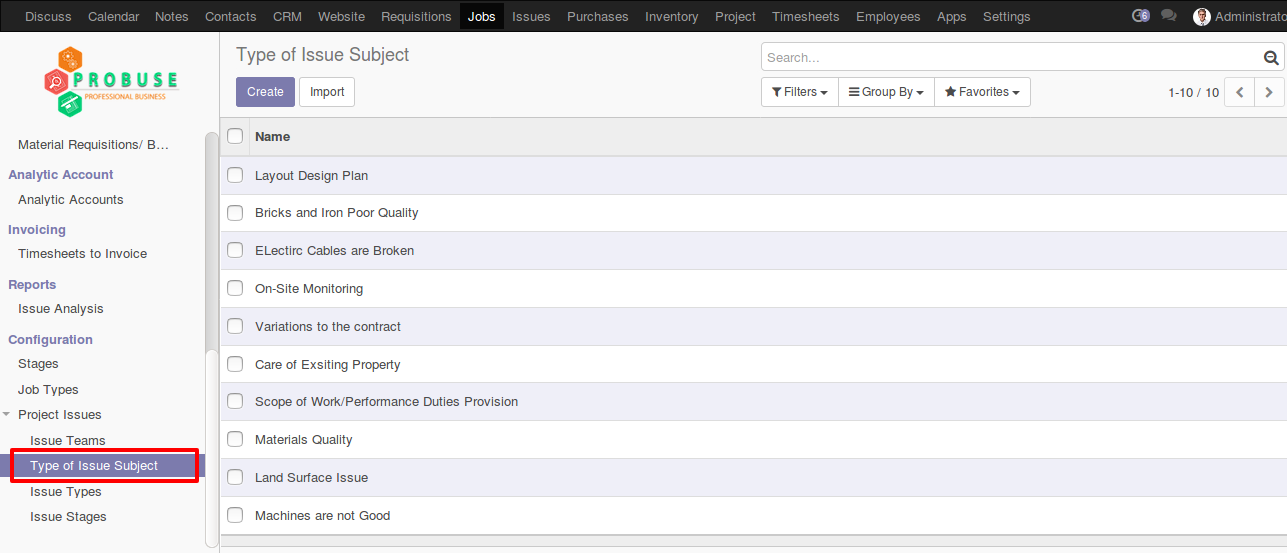 Discuss Calendar Notes Contacts CRM Website Requisitions Jobs Issues Purchases Inventory Project Timesheets Employees Apps Settings 6 Administrato
PROBUSE
PROFESSIONAL BUSINESS
Material Requisitions/ B...
Analytic Account
Analytic Accounts
Invoicing
Timesheets to Invoice
Reports
Issue Analysis
Configuration
Stages
Job Types
Project Issues
Issue Teams
Type of Issue Subject
Issue Types
Issue Stages
Type of Issue Subject
Search...
Create Import
Filters Group By Favorites 1-10 / 10
Name
Layout Design Plan
Bricks and Iron Poor Quality
ELectirc Cables are Broken
On-Site Monitoring
Variations to the contract
Care of Exsiting Property
Scope of Work/Performance Duties Provision
Materials Quality
Land Surface Issue
Machines are not Good